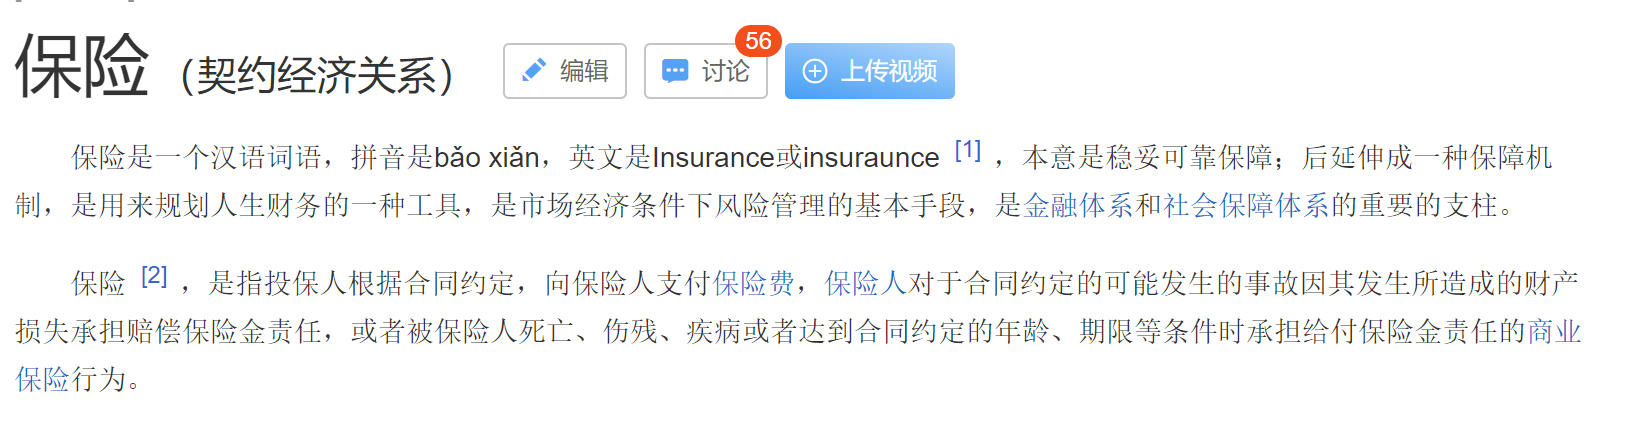 保险（契约经济关系） 编辑 讨论 56 上传视频
保险是一个汉语词语，拼音是bǎo xiǎn，英文是Insurance或insuraunce [1] ，本意是稳妥可靠保障；后延伸成一种保障机
制，是用来规划人生财务的一种工具，是市场经济条件下风险管理的基本手段，是金融体系和社会保障体系的重要的支柱。
保险 [2] ，是指投保人根据合同约定，向保险人支付保险费，保险人对于合同约定的可能发生的事故因其发生所造成的财产
损失承担赔偿保险金责任，或者被保险人死亡、伤残、疾病或者达到合同约定的年龄、期限等条件时承担给付保险金责任的商业
保险行为。